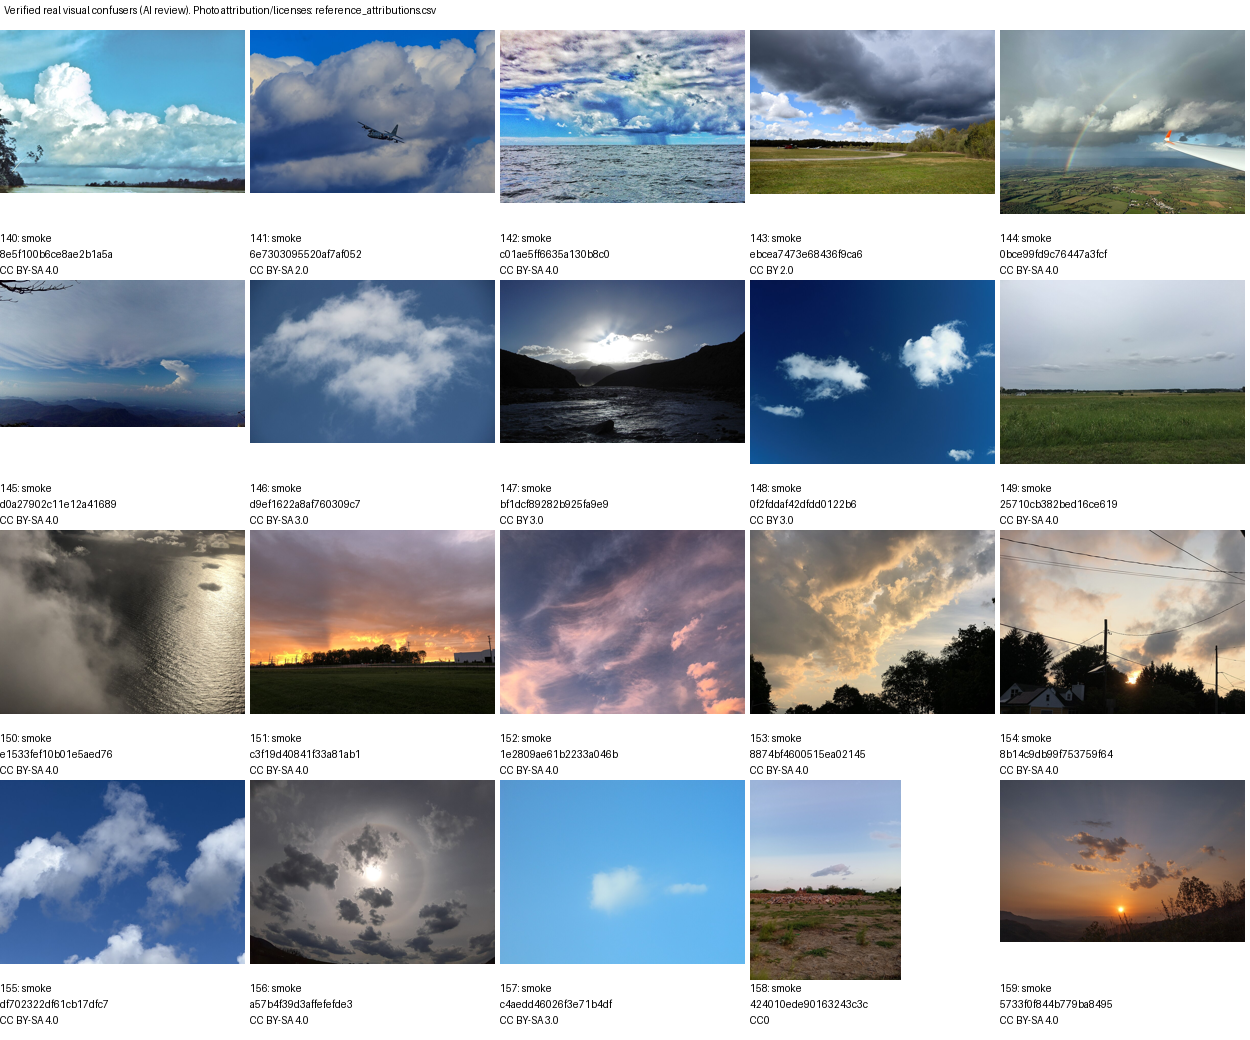 Verified real visual confusers (AI review). Photo attribution/licenses: reference_attributions.csv
140: smoke
8e5f100b6ce8ae2b1a5a
CC BY-SA 4.0
141: smoke
6e7303095520af7af052
CC BY-SA 2.0
142: smoke
c01ae5ff6635a130b8c0
CC BY-SA 4.0
143: smoke
ebcea7473e68436f9ca6
CC BY 2.0
144: smoke
0bce99fd9c76447a3fcf
CC BY-SA 4.0
145: smoke
d0a27902c11e12a41689
CC BY-SA 4.0
146: smoke
d9ef1622a8af760309c7
CC BY-SA 3.0
147: smoke
bf1dcf89282b925fa9e9
CC BY 3.0
148: smoke
0f2fddaf42dfdd0122b6
CC BY 3.0
149: smoke
25710cb382bed16ce619
CC BY-SA 4.0
150: smoke
e1533fef10b01e5aed76
CC BY-SA 4.0
151: smoke
c3f19d40841f33a81ab1
CC BY-SA 4.0
152: smoke
1e2809ae61b2233a046b
CC BY-SA 4.0
153: smoke
8874bf4600515ea02145
CC BY-SA 4.0
154: smoke
8b14c9db99f753759f64
CC BY-SA 4.0
155: smoke
df702322df61cb17dfc7
CC BY-SA 4.0
156: smoke
a57b4f39d3affefefde3
CC BY-SA 4.0
157: smoke
c4aedd46026f3e71b4df
CC BY-SA 3.0
158: smoke
424010ede90163243c3c
CC0
159: smoke
5733f0f844b779ba8495
CC BY-SA 4.0